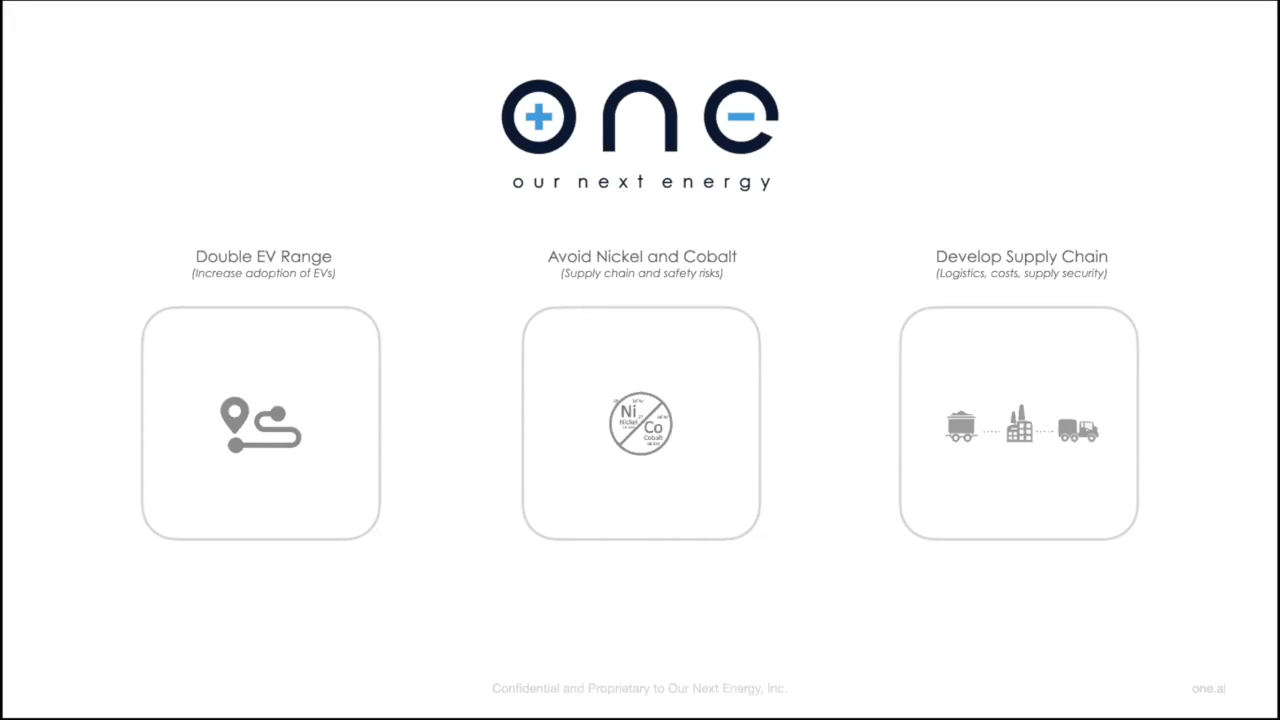 one
our next energy
Double EV Range
(Increase adoption of EVs)
Avoid Nickel and Cobalt
(Supply chain and safety risks)
Develop Supply Chain
(Logistics, costs, supply security)
Ni
Nickel
Co
Cobalt
Confidential and Proprietary to Our Next Energy, Inc.
one.ai